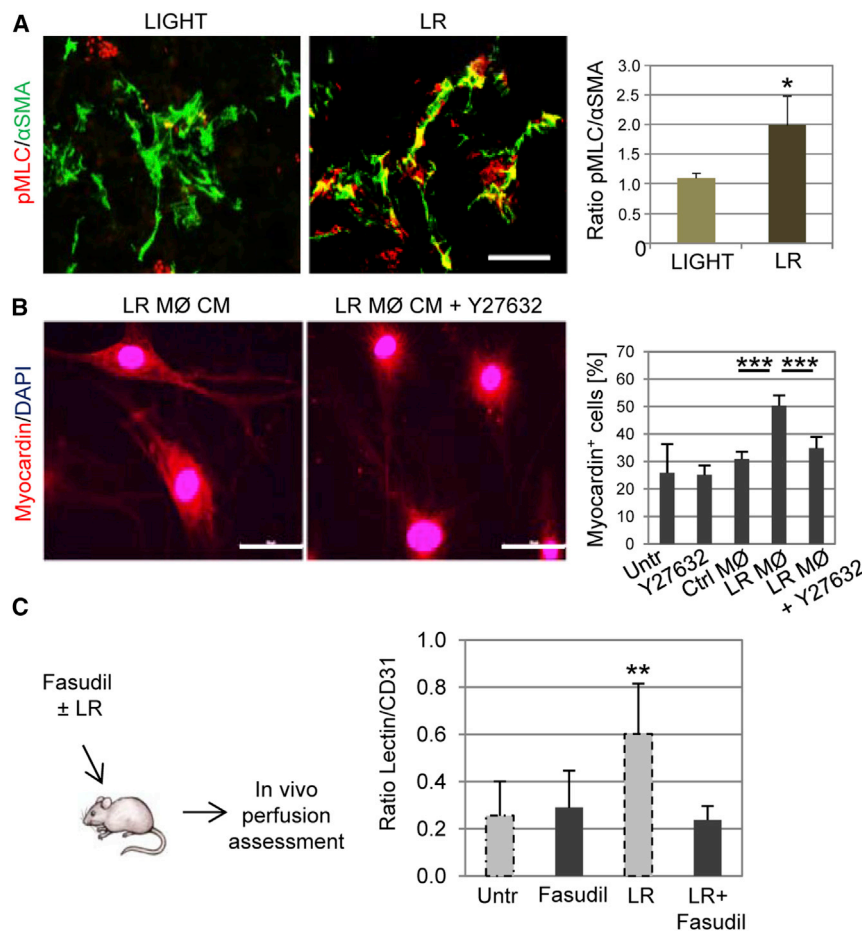 A
LIGHT
LR
pMLC/αSMA
Ratio pMLC/αSMA
3.0
2.5
2.0
1.5
1.0
0.5
0
*
LIGHT
LR
B
LR MØ CM
LR MØ CM + Y27632
Myocardin/DAPI
Myocardin⁺ cells [%]
70
60
50
40
30
20
10
0
*** ***
Untr
Y27632
Ctrl MØ
LR MØ
LR MØ
+ Y27632
C
Fasudil
± LR
In vivo
perfusion
assessment
Ratio Lectin/CD31
1.0
0.8
0.6
0.4
0.2
0.0
**
Untr
Fasudil
LR
LR+
Fasudil